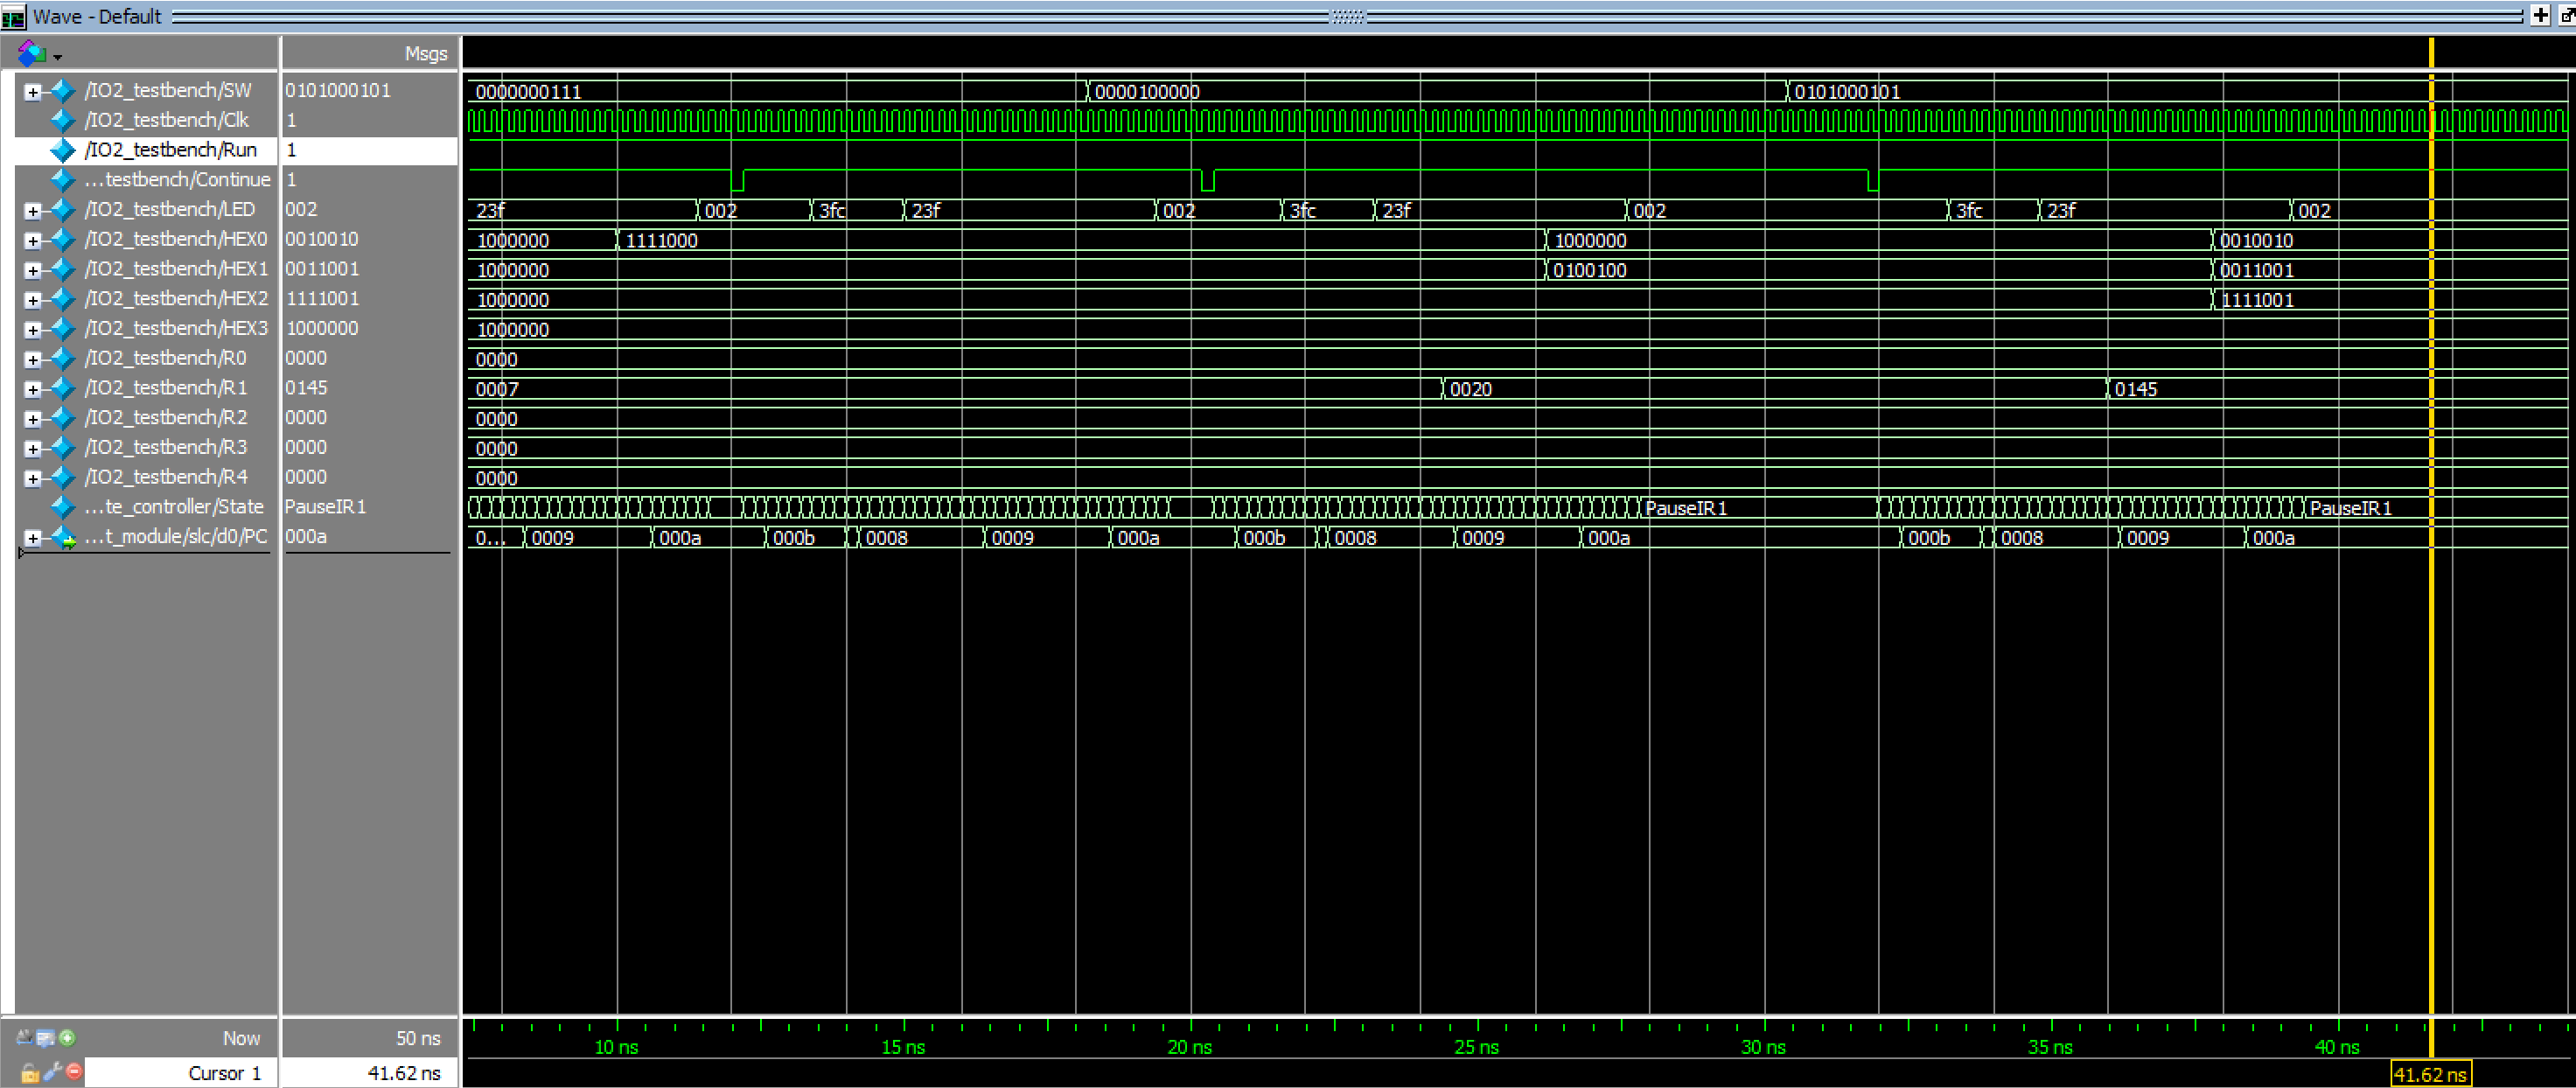 Wave - Default
Msgs
/IO2_testbench/SW 0101000101 0000000111 0000100000 0101000101
/IO2_testbench/Clk 1
/IO2_testbench/Run 1
...testbench/Continue 1
/IO2_testbench/LED 002 23f 002 3fc 23f 002 3fc 23f 002 3fc 23f 002
/IO2_testbench/HEX0 0010010 1000000 1111000 1000000 0010010
/IO2_testbench/HEX1 0011001 1000000 0100100 0011001
/IO2_testbench/HEX2 1111001 1000000 1111001
/IO2_testbench/HEX3 1000000 1000000
/IO2_testbench/R0 0000 0000
/IO2_testbench/R1 0145 0007 0020 0145
/IO2_testbench/R2 0000 0000
/IO2_testbench/R3 0000 0000
/IO2_testbench/R4 0000 0000
...te_controller/State PauseIR1 PauseIR1 PauseIR1
...t_module/slc/d0/PC 000a 0... 0009 000a 000b 0008 0009 000a 000b 0008 0009 000a 000b 0008 0009 000a
Now 50 ns 10 ns 15 ns 20 ns 25 ns 30 ns 35 ns 40 ns
Cursor 1 41.62 ns 41.62 ns